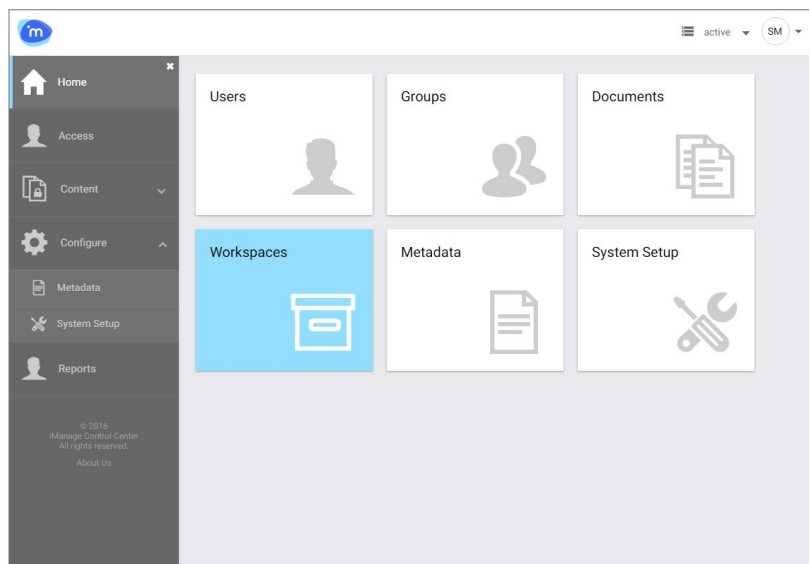 m
active
SM
Home
Access
Content
Configure
Metadata
System Setup
Reports
© 2016
iManage Control Center
All rights reserved.
About Us
Users
Groups
Documents
Workspaces
Metadata
System Setup